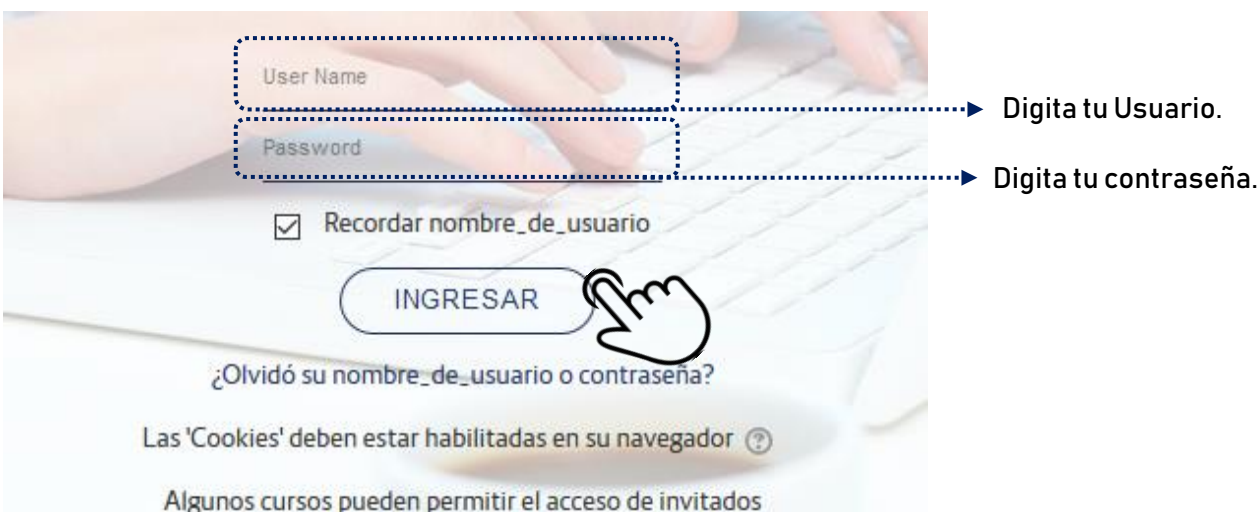 User Name
Digita tu Usuario.
Password
Digita tu contraseña.
Recordar nombre_de_usuario
INGRESAR
¿Olvidó su nombre_de_usuario o contraseña?
Las 'Cookies' deben estar habilitadas en su navegador ?
Algunos cursos pueden permitir el acceso de invitados